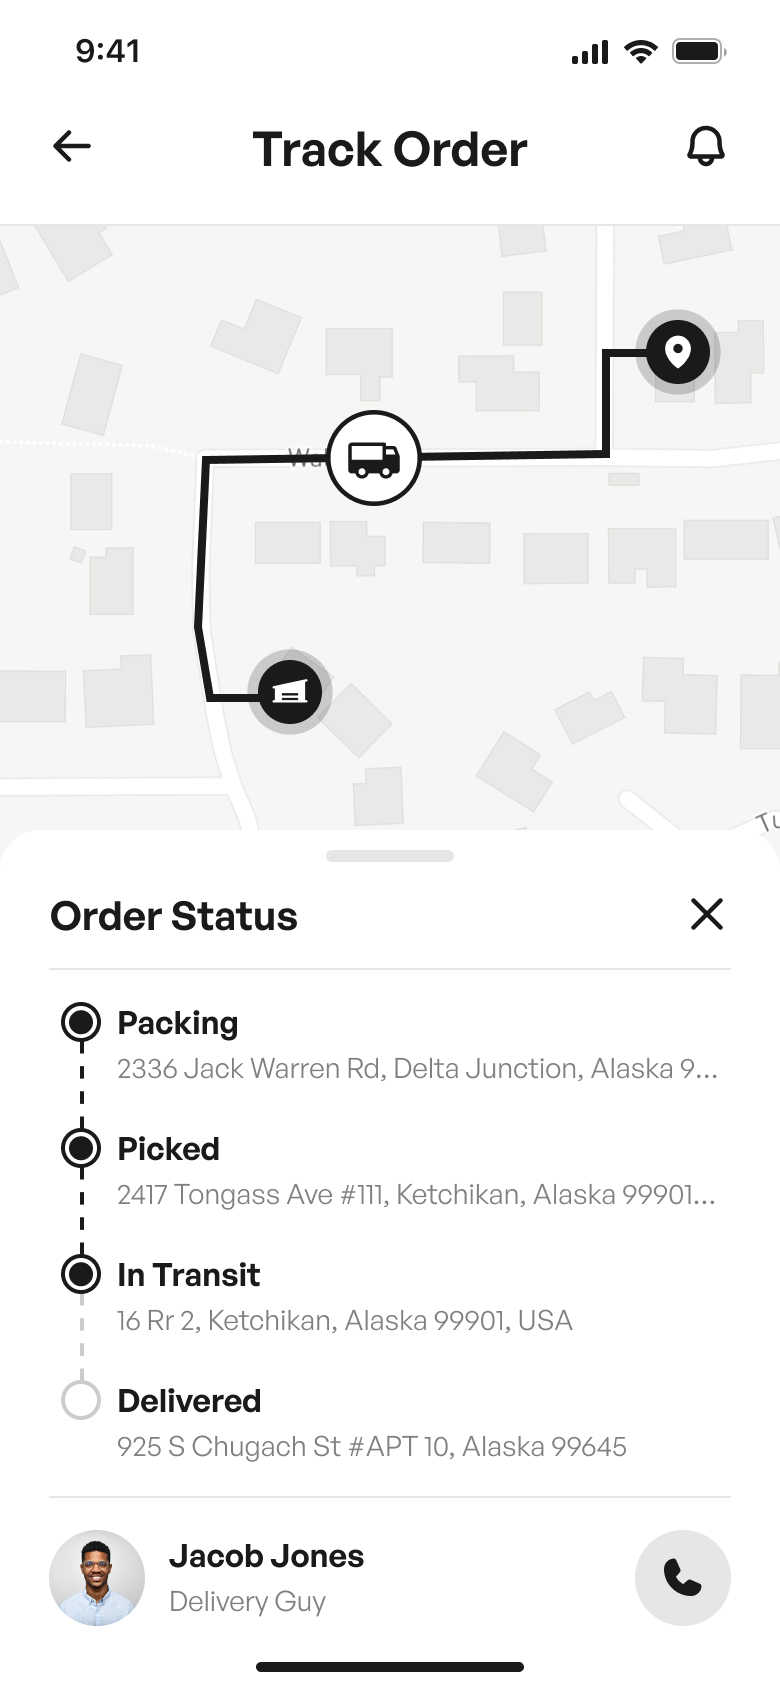 9:41
Track Order
Wa
Tu
Order Status
Packing
2336 Jack Warren Rd, Delta Junction, Alaska 9...
Picked
2417 Tongass Ave #111, Ketchikan, Alaska 99901...
In Transit
16 Rr 2, Ketchikan, Alaska 99901, USA
Delivered
925 S Chugach St #APT 10, Alaska 99645
Jacob Jones
Delivery Guy